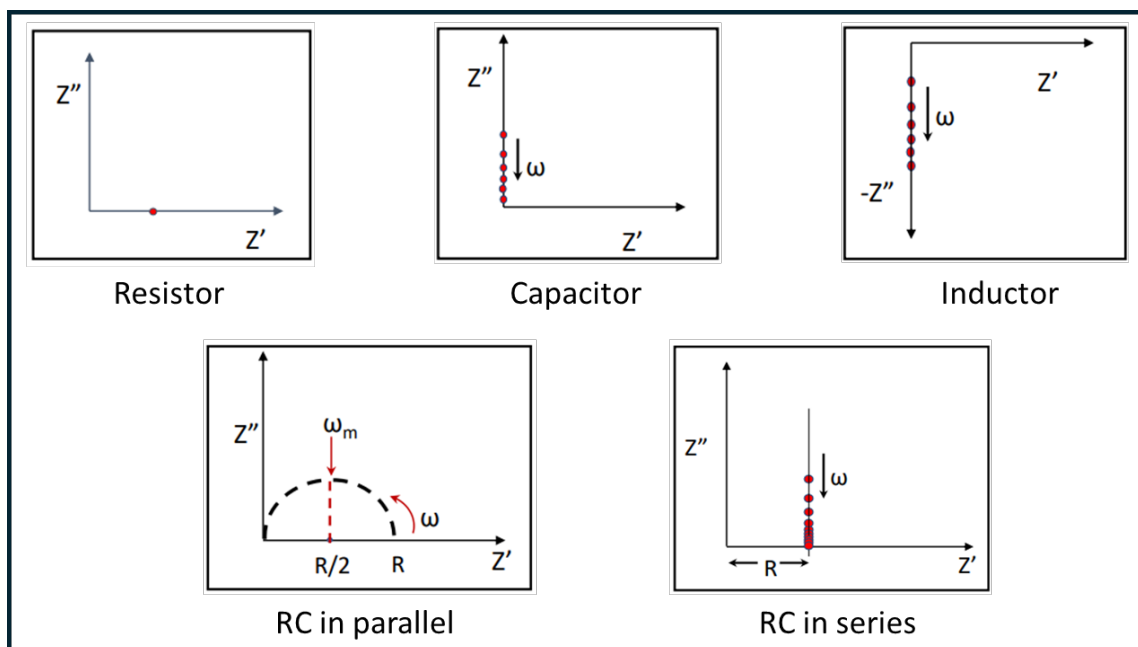 Z″
Z′
Resistor
Z″
ω
Z′
Capacitor
Z′
ω
-Z″
Inductor
Z″
ωm
ω
R/2
R
Z′
RC in parallel
Z″
ω
R
Z′
RC in series